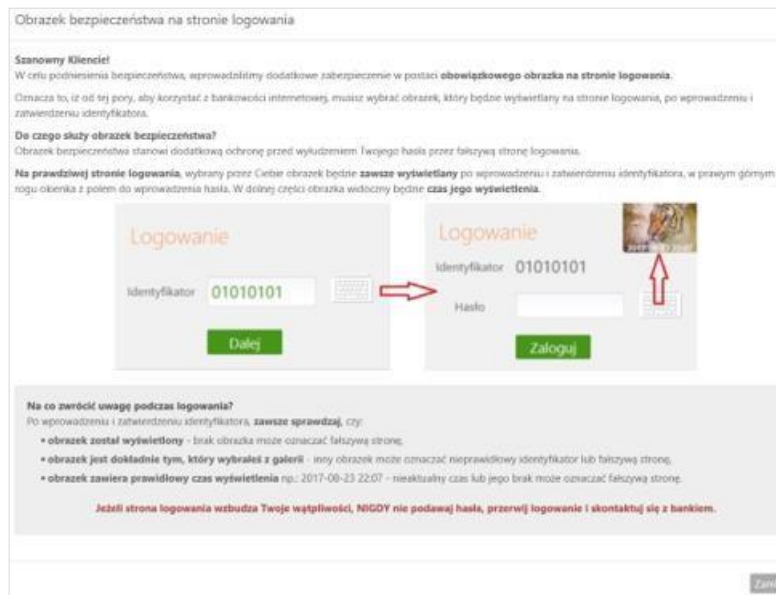 Obrazek bezpieczeństwa na stronie logowania
Szanowny Kliencie!
W celu podniesienia bezpieczeństwa, wprowadziliśmy dodatkowe zabezpieczenie w postaci obowiązkowego obrazka na stronie logowania.
Oznacza to, iż od tej pory, aby korzystać z bankowości internetowej, musisz wybrać obrazek, który będzie wyświetlany na stronie logowania, po wprowadzeniu i
zatwierdzeniu identyfikatora.
Do czego służy obrazek bezpieczeństwa?
Obrazek bezpieczeństwa stanowi dodatkową ochronę przed wyłudzeniem Twojego hasła przez fałszywą stronę logowania.
Na prawdziwej stronie logowania, wybrany przez Ciebie obrazek będzie zawsze wyświetlany po wprowadzeniu i zatwierdzeniu identyfikatora, w prawym górnym
rogu okienka z polem do wprowadzenia hasła. W dolnej części obrazka widoczny będzie czas jego wyświetlenia.
Logowanie
Identyfikator 01010101
Dalej
Logowanie
Identyfikator 01010101
Hasło
Zaloguj
Na co zwrócić uwagę podczas logowania?
Po wprowadzeniu i zatwierdzeniu identyfikatora, zawsze sprawdzaj, czy:
• obrazek został wyświetlony - brak obrazka może oznaczać fałszywą stronę,
• obrazek jest dokładnie tym, który wybrałeś z galerii - inny obrazek może oznaczać nieprawidłowy identyfikator lub fałszywą stronę,
• obrazek zawiera prawidłowy czas wyświetlenia np.: 2017-08-23 22:07 - nieaktualny czas lub jego brak może oznaczać fałszywą stronę.
Jeżeli strona logowania wzbudza Twoje wątpliwości, NIGDY nie podawaj hasła, przerwij logowanie i skontaktuj się z bankiem.